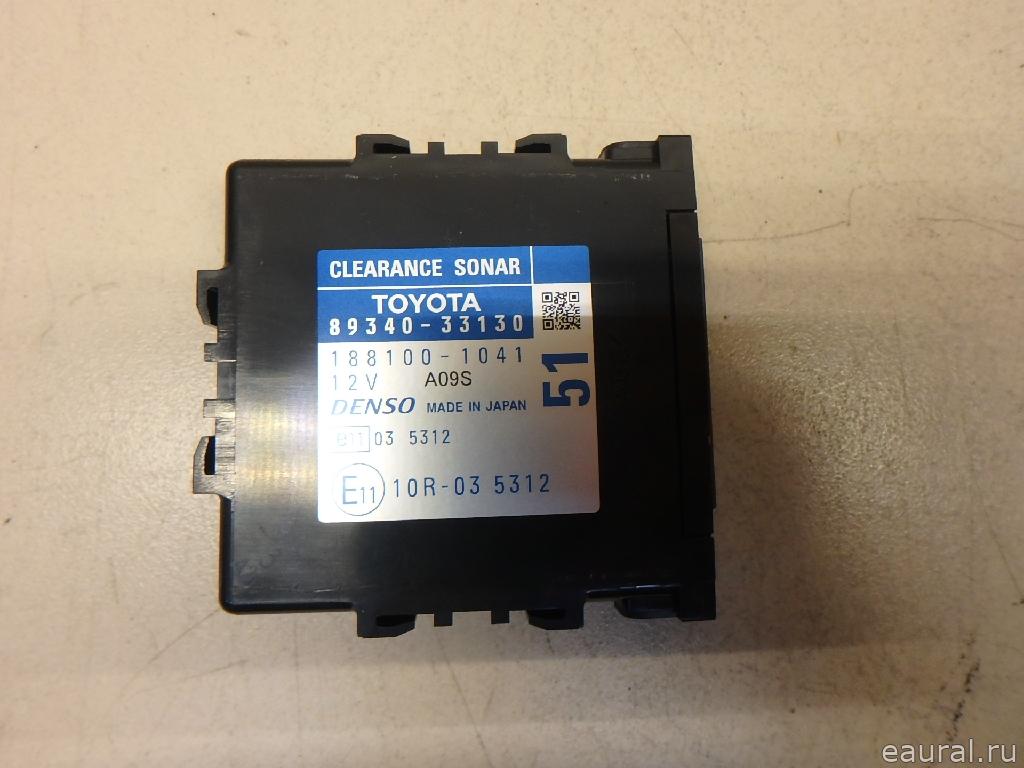 CLEARANCE SONAR
TOYOTA
89340-33130
188100-1041
12V A09S
DENSO MADE IN JAPAN
51
e11 03 5312
E11 10R-03 5312
eaural.ru